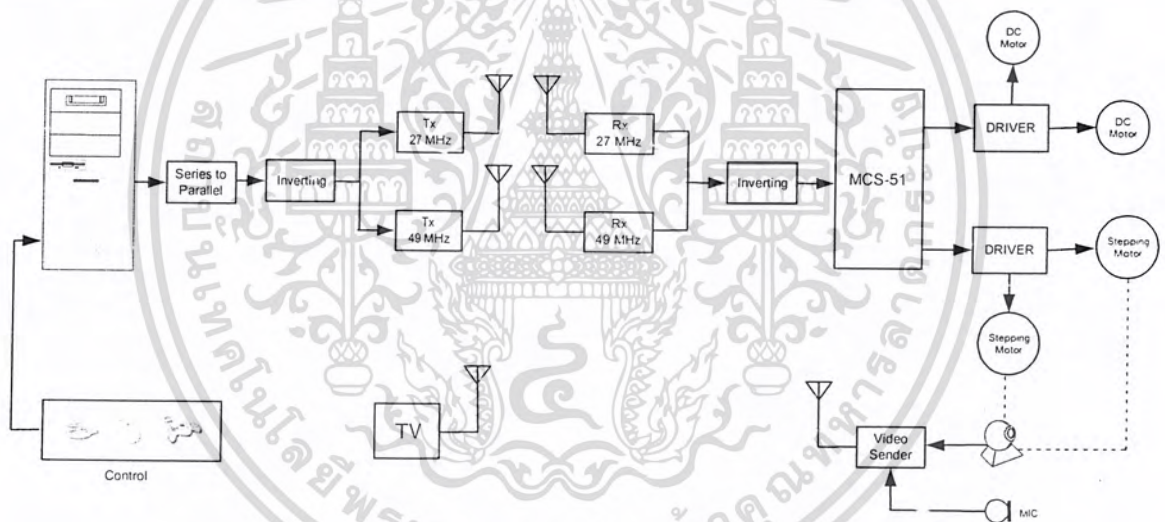 DC
Motor
Tx
27 MHz
Rx
27 MHz
DRIVER
DC
Motor
Series to
Parallel
Inverting
Inverting
MCS-51
Tx
49 MHz
Rx
49 MHz
DRIVER
Stepping
Motor
Stepping
Motor
TV
Video
Sender
Control
MIC